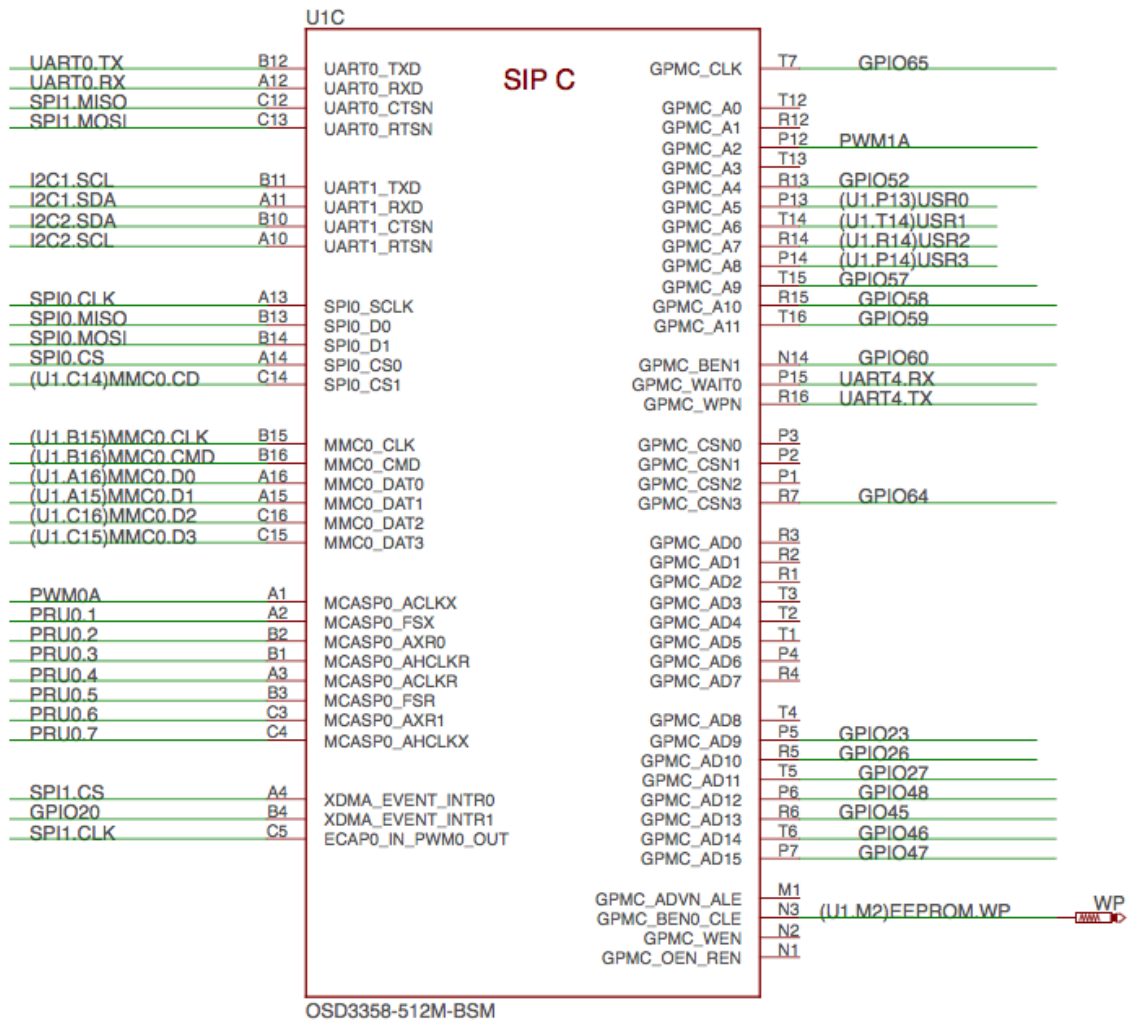 U1C
SIP C
UART0.TX B12 UART0_TXD
UART0.RX A12 UART0_RXD
SPI1.MISO C12 UART0_CTSN
SPI1.MOSI C13 UART0_RTSN
I2C1.SCL B11 UART1_TXD
I2C1.SDA A11 UART1_RXD
I2C2.SDA B10 UART1_CTSN
I2C2.SCL A10 UART1_RTSN
SPI0.CLK A13 SPI0_SCLK
SPI0.MISO B13 SPI0_D0
SPI0.MOSI B14 SPI0_D1
SPI0.CS A14 SPI0_CS0
(U1.C14)MMC0.CD C14 SPI0_CS1
(U1.B15)MMC0.CLK B15 MMC0_CLK
(U1.B16)MMC0.CMD B16 MMC0_CMD
(U1.A16)MMC0.D0 A16 MMC0_DAT0
(U1.A15)MMC0.D1 A15 MMC0_DAT1
(U1.C16)MMC0.D2 C16 MMC0_DAT2
(U1.C15)MMC0.D3 C15 MMC0_DAT3
PWM0A A1 MCASP0_ACLKX
PRU0.1 A2 MCASP0_FSX
PRU0.2 B2 MCASP0_AXR0
PRU0.3 B1 MCASP0_AHCLKR
PRU0.4 A3 MCASP0_ACLKR
PRU0.5 B3 MCASP0_FSR
PRU0.6 C3 MCASP0_AXR1
PRU0.7 C4 MCASP0_AHCLKX
SPI1.CS A4 XDMA_EVENT_INTR0
GPIO20 B4 XDMA_EVENT_INTR1
SPI1.CLK C5 ECAP0_IN_PWM0_OUT
GPMC_CLK T7 GPIO65
GPMC_A0 T12
GPMC_A1 R12
GPMC_A2 P12 PWM1A
GPMC_A3 T13
GPMC_A4 R13 GPIO52
GPMC_A5 P13 (U1.P13)USR0
GPMC_A6 T14 (U1.T14)USR1
GPMC_A7 R14 (U1.R14)USR2
GPMC_A8 P14 (U1.P14)USR3
GPMC_A9 T15 GPIO57
GPMC_A10 R15 GPIO58
GPMC_A11 T16 GPIO59
GPMC_BEN1 N14 GPIO60
GPMC_WAIT0 P15 UART4.RX
GPMC_WPN R16 UART4.TX
GPMC_CSN0 P3
GPMC_CSN1 P2
GPMC_CSN2 P1
GPMC_CSN3 R7 GPIO64
GPMC_AD0 R3
GPMC_AD1 R2
GPMC_AD2 R1
GPMC_AD3 T3
GPMC_AD4 T2
GPMC_AD5 T1
GPMC_AD6 P4
GPMC_AD7 R4
GPMC_AD8 T4
GPMC_AD9 P5 GPIO23
GPMC_AD10 R5 GPIO26
GPMC_AD11 T5 GPIO27
GPMC_AD12 P6 GPIO48
GPMC_AD13 R6 GPIO45
GPMC_AD14 T6 GPIO46
GPMC_AD15 P7 GPIO47
GPMC_ADVN_ALE M1
GPMC_BEN0_CLE N3 (U1.M2)EEPROM.WP WP
GPMC_WEN N2
GPMC_OEN_REN N1
OSD3358-512M-BSM